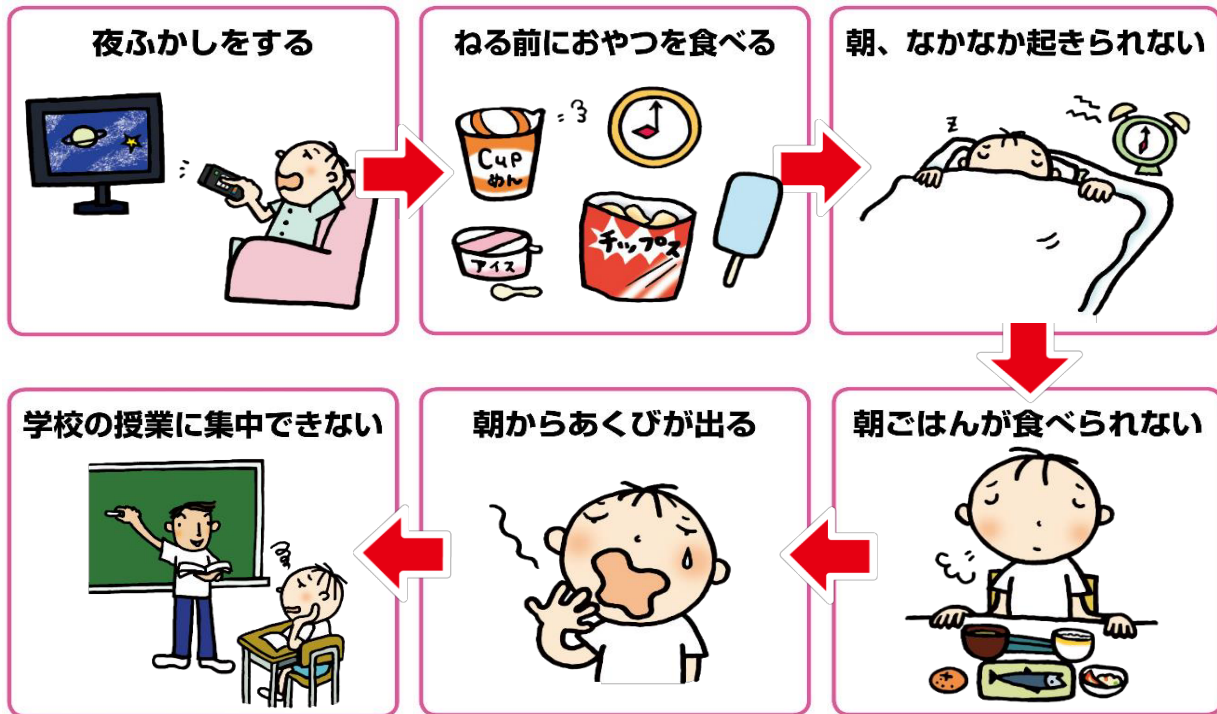 夜ふかしをする
ねる前におやつを食べる
Cup
めん
アイス
チップス
朝、なかなか起きられない
z
朝ごはんが食べられない
朝からあくびが出る
学校の授業に集中できない